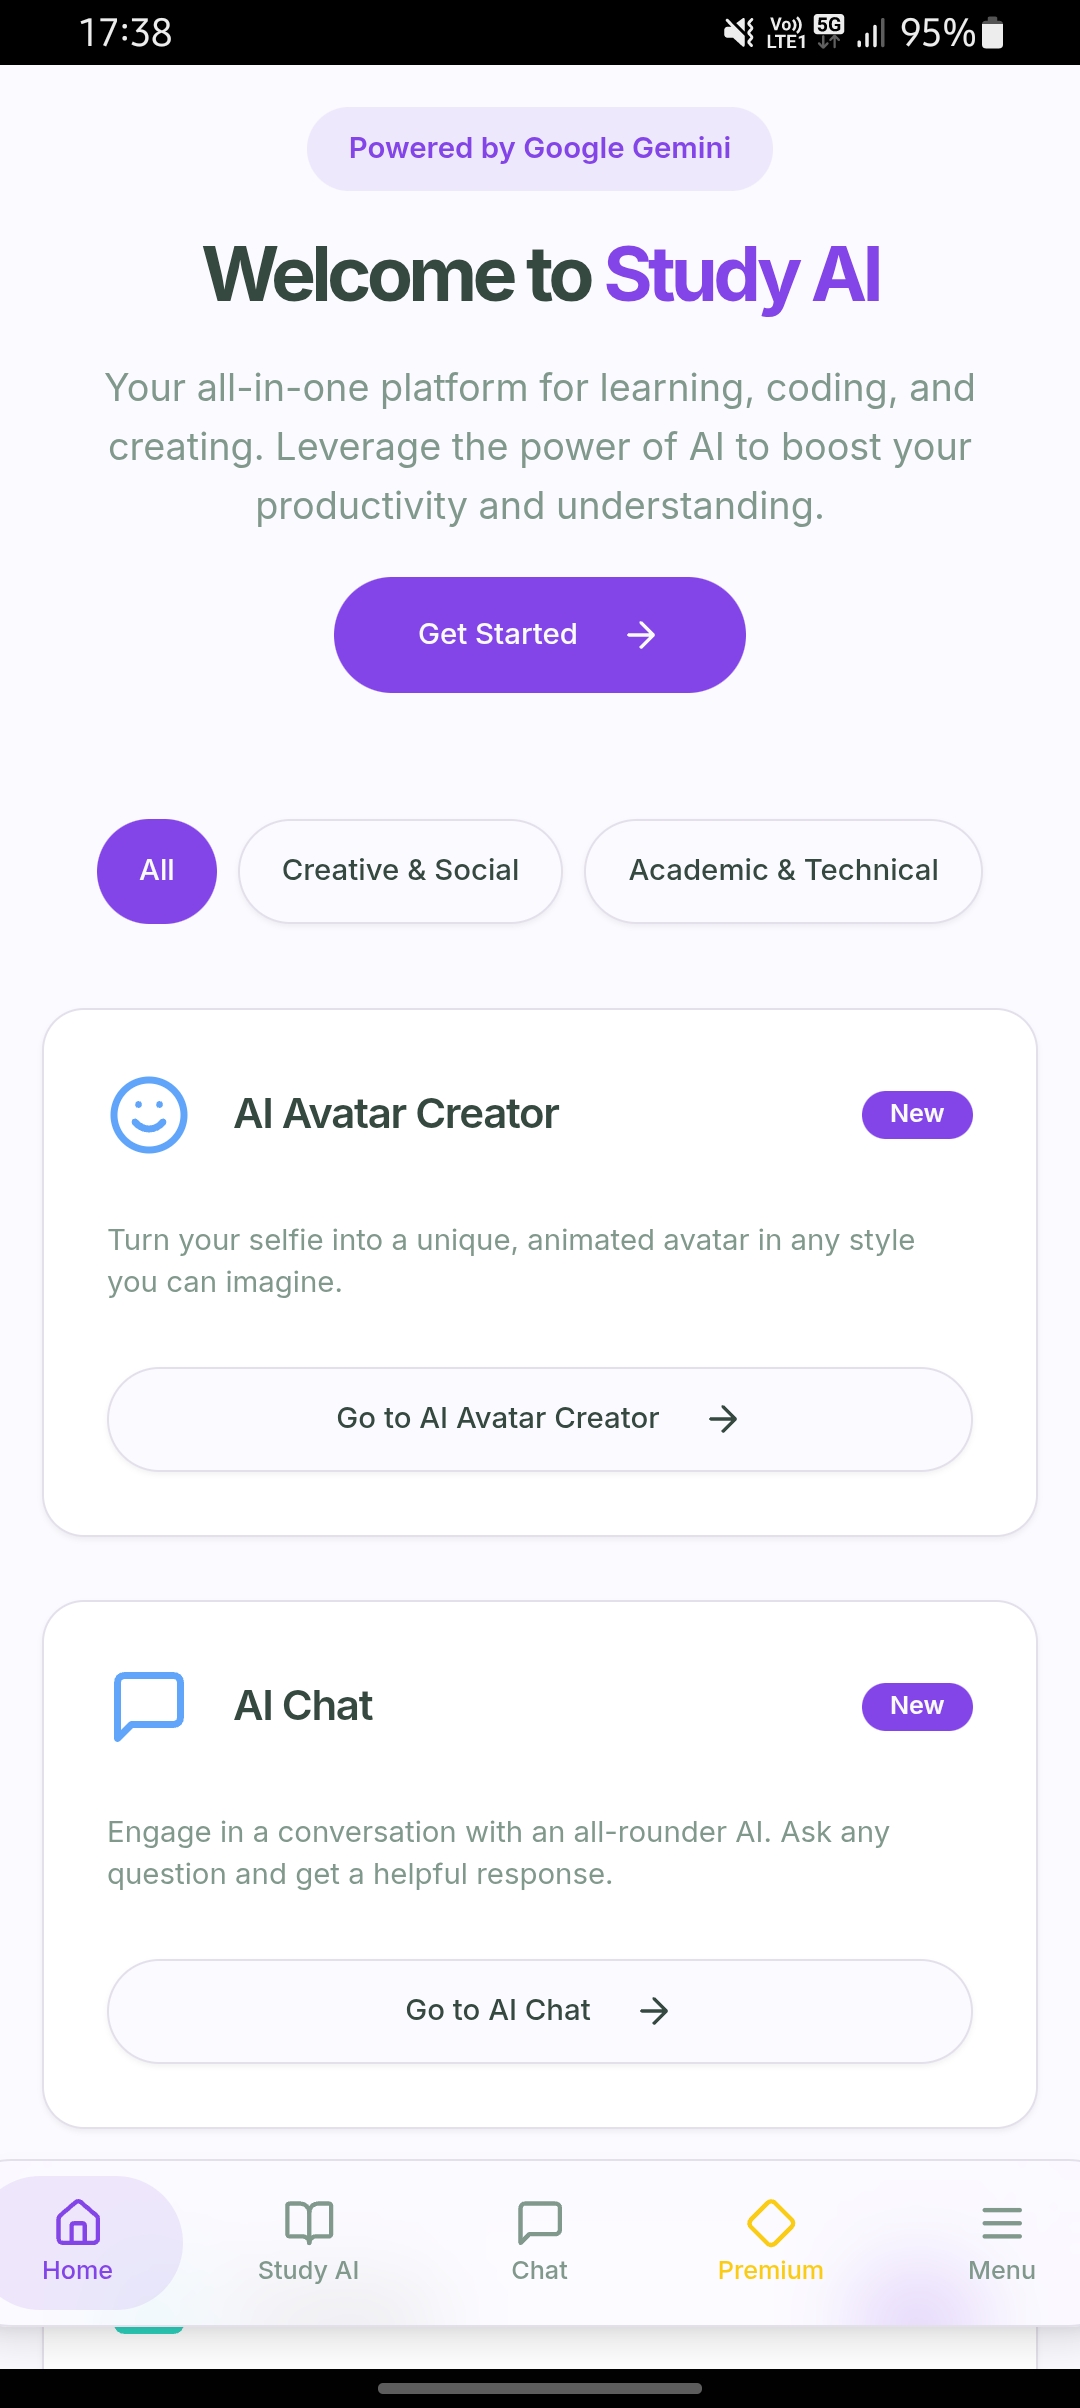 17:38
Vo))
LTE1
5G
95%
Powered by Google Gemini
Welcome to Study AI
Your all-in-one platform for learning, coding, and
creating. Leverage the power of AI to boost your
productivity and understanding.
Get Started
All
Creative & Social
Academic & Technical
AI Avatar Creator
New
Turn your selfie into a unique, animated avatar in any style
you can imagine.
Go to AI Avatar Creator
AI Chat
New
Engage in a conversation with an all-rounder AI. Ask any
question and get a helpful response.
Go to AI Chat
Home
Study AI
Chat
Premium
Menu